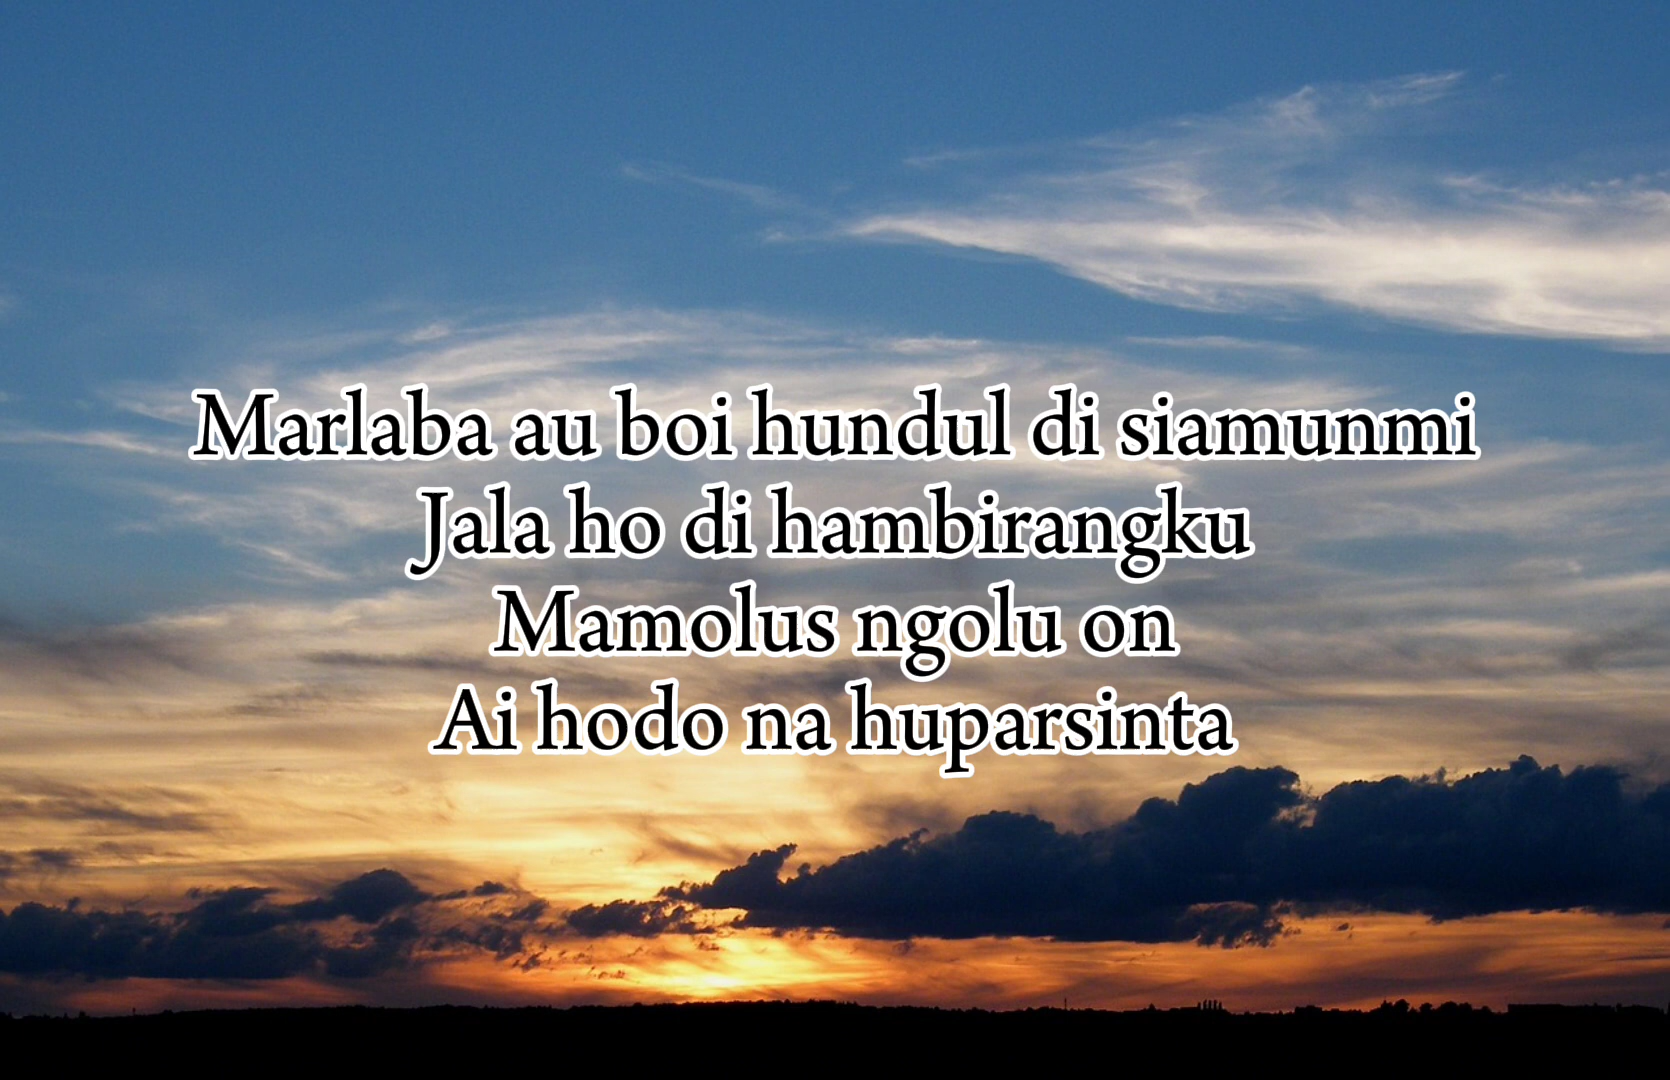 Marlaba au boi hundul di siamunmi
Jala ho di hambirangku
Mamolus ngolu on
Ai hodo na huparsinta